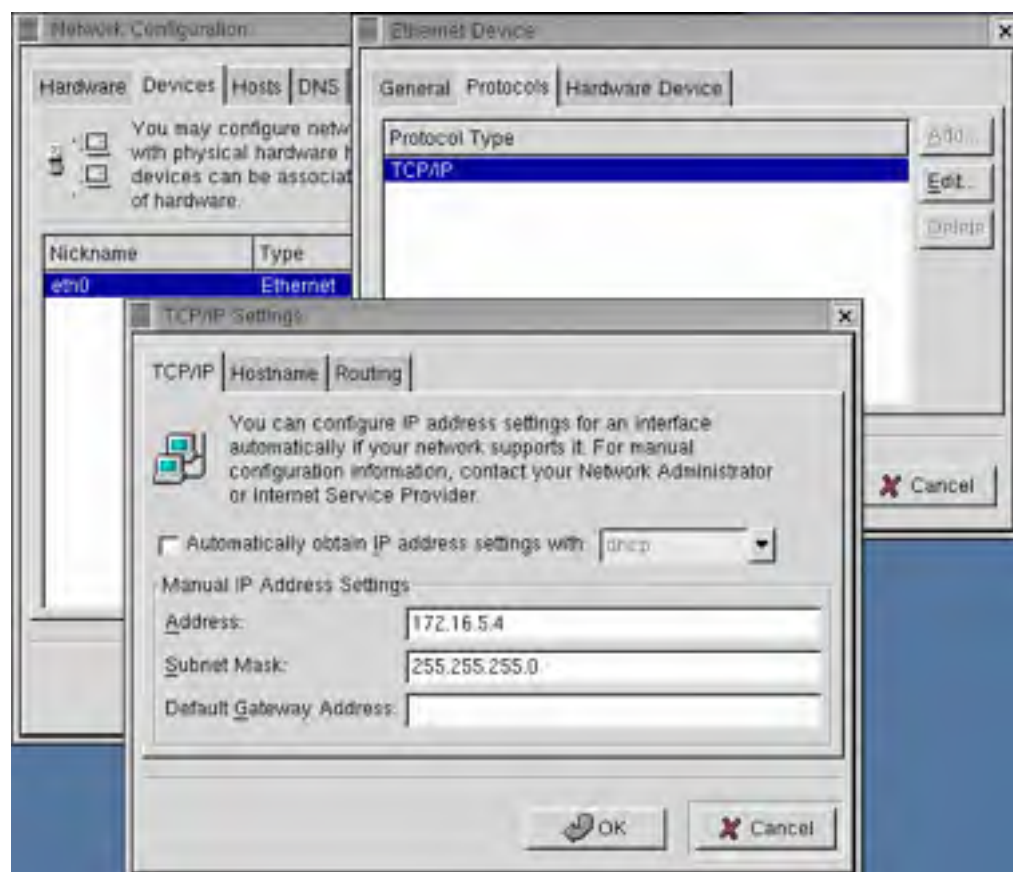 Network Configuration
Hardware
Devices
Hosts
DNS
You may configure netw
with physical hardware h
devices can be associat
of hardware.
Nickname
Type
eth0
Ethernet
Ethernet Device
General
Protocols
Hardware Device
Protocol Type
TCP/IP
Add...
Edit...
Delete
Cancel
TCP/IP Settings
TCP/IP
Hostname
Routing
You can configure IP address settings for an interface
automatically if your network supports it. For manual
configuration information, contact your Network Administrator
or Internet Service Provider.
Automatically obtain IP address settings with:
dhcp
Manual IP Address Settings
Address:
172.16.5.4
Subnet Mask:
255.255.255.0
Default Gateway Address:
OK
Cancel